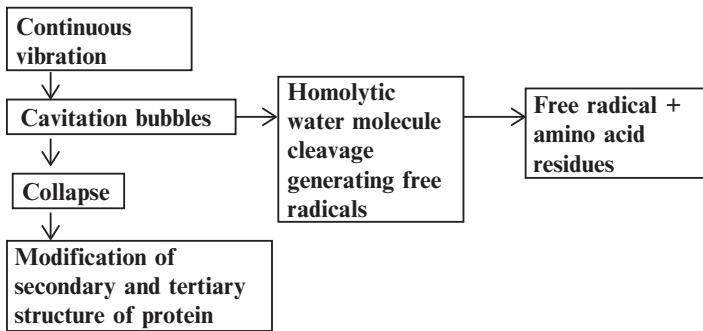 Continuous
vibration
Cavitation bubbles
Collapse
Modification of
secondary and tertiary
structure of protein
Homolytic
water molecule
cleavage
generating free
radicals
Free radical +
amino acid
residues